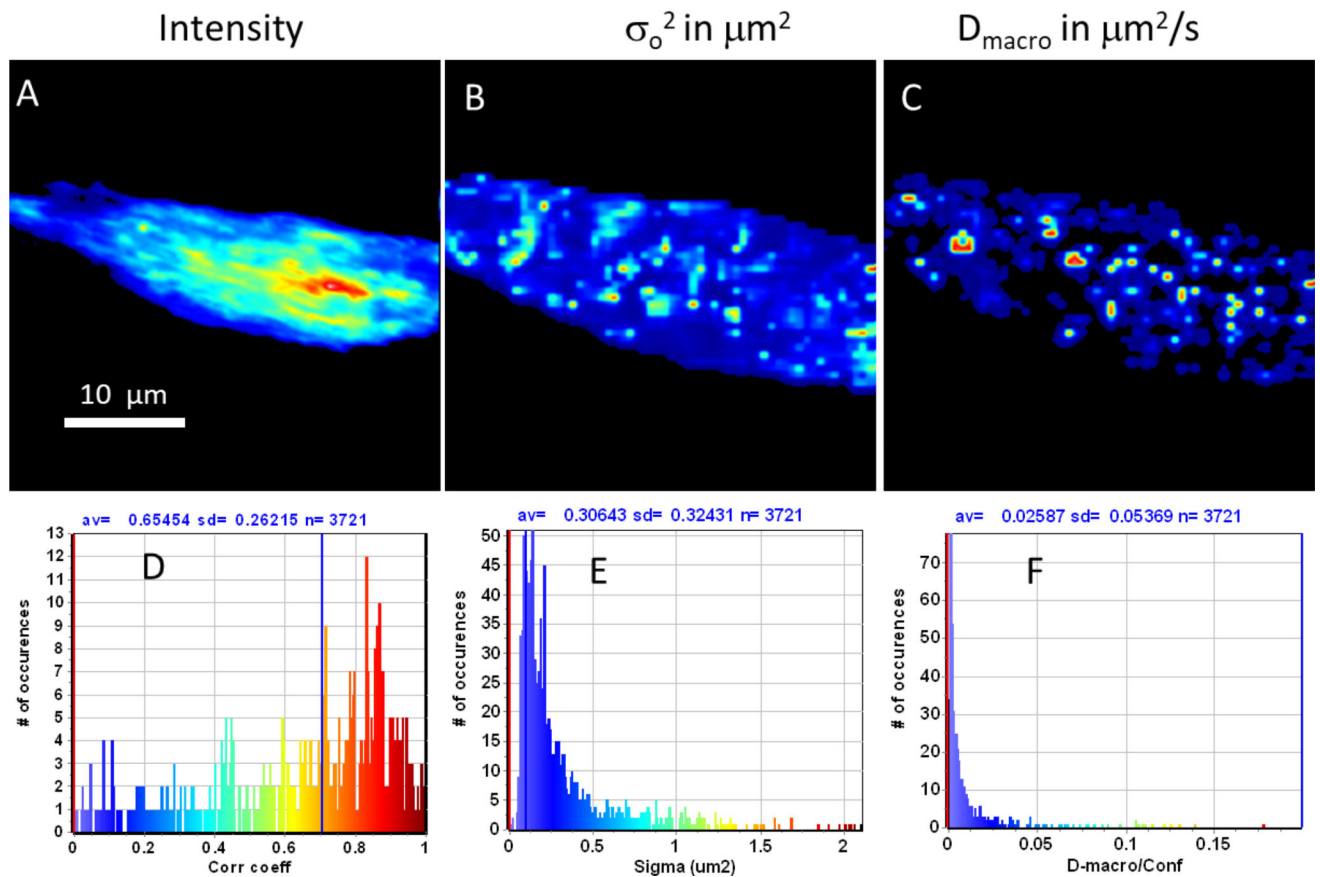 Intensity
σo² in μm²
Dmacro in μm²/s
A
B
C
10 μm
av= 0.65454 sd= 0.26215 n= 3721
av= 0.30643 sd= 0.32431 n= 3721
av= 0.02587 sd= 0.05369 n= 3721
D
# of occurences
13
12
11
10
9
8
7
6
5
4
3
2
1
0
0 0.2 0.4 0.6 0.8 1
Corr coeff
E
# of occurences
50
45
40
35
30
25
20
15
10
5
0
0 0.5 1 1.5 2
Sigma (um2)
F
# of occurences
70
60
50
40
30
20
10
0
0 0.05 0.1 0.15
D-macro/Conf